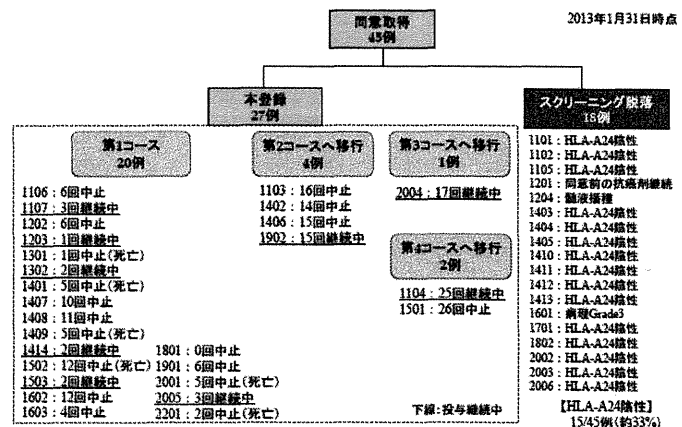 2013年1月31日時点
同意取得
45例
本登録
27例
スクリーニング脱落
18例
第1コース
20例
1106：6回中止
1107：3回継続中
1202：6回中止
1203：1回継続中
1301：1回中止(死亡)
1302：2回継続中
1401：5回中止(死亡)
1407：10回中止
1408：11回中止
1409：5回中止(死亡)
1414：2回継続中
1502：12回中止(死亡)
1503：2回継続中
1602：12回中止
1603：4回中止
1801：0回中止
1901：6回中止
2001：5回中止(死亡)
2005：3回継続中
2201：2回中止(死亡)
第2コースへ移行
4例
1103：16回中止
1402：14回中止
1406：15回中止
1902：15回継続中
第3コースへ移行
1例
2004：17回継続中
第4コースへ移行
2例
1104：25回継続中
1501：26回中止
下線：投与継続中
1101：HLA-A24陰性
1102：HLA-A24陰性
1105：HLA-A24陰性
1201：同意前の抗癌剤継続
1204：髄液播種
1403：HLA-A24陰性
1404：HLA-A24陰性
1405：HLA-A24陰性
1410：HLA-A24陰性
1411：HLA-A24陰性
1412：HLA-A24陰性
1413：HLA-A24陰性
1601：病理Grade3
1701：HLA-A24陰性
1802：HLA-A24陰性
2002：HLA-A24陰性
2003：HLA-A24陰性
2006：HLA-A24陰性
【HLA-A24陰性】
15/45例(約33%)